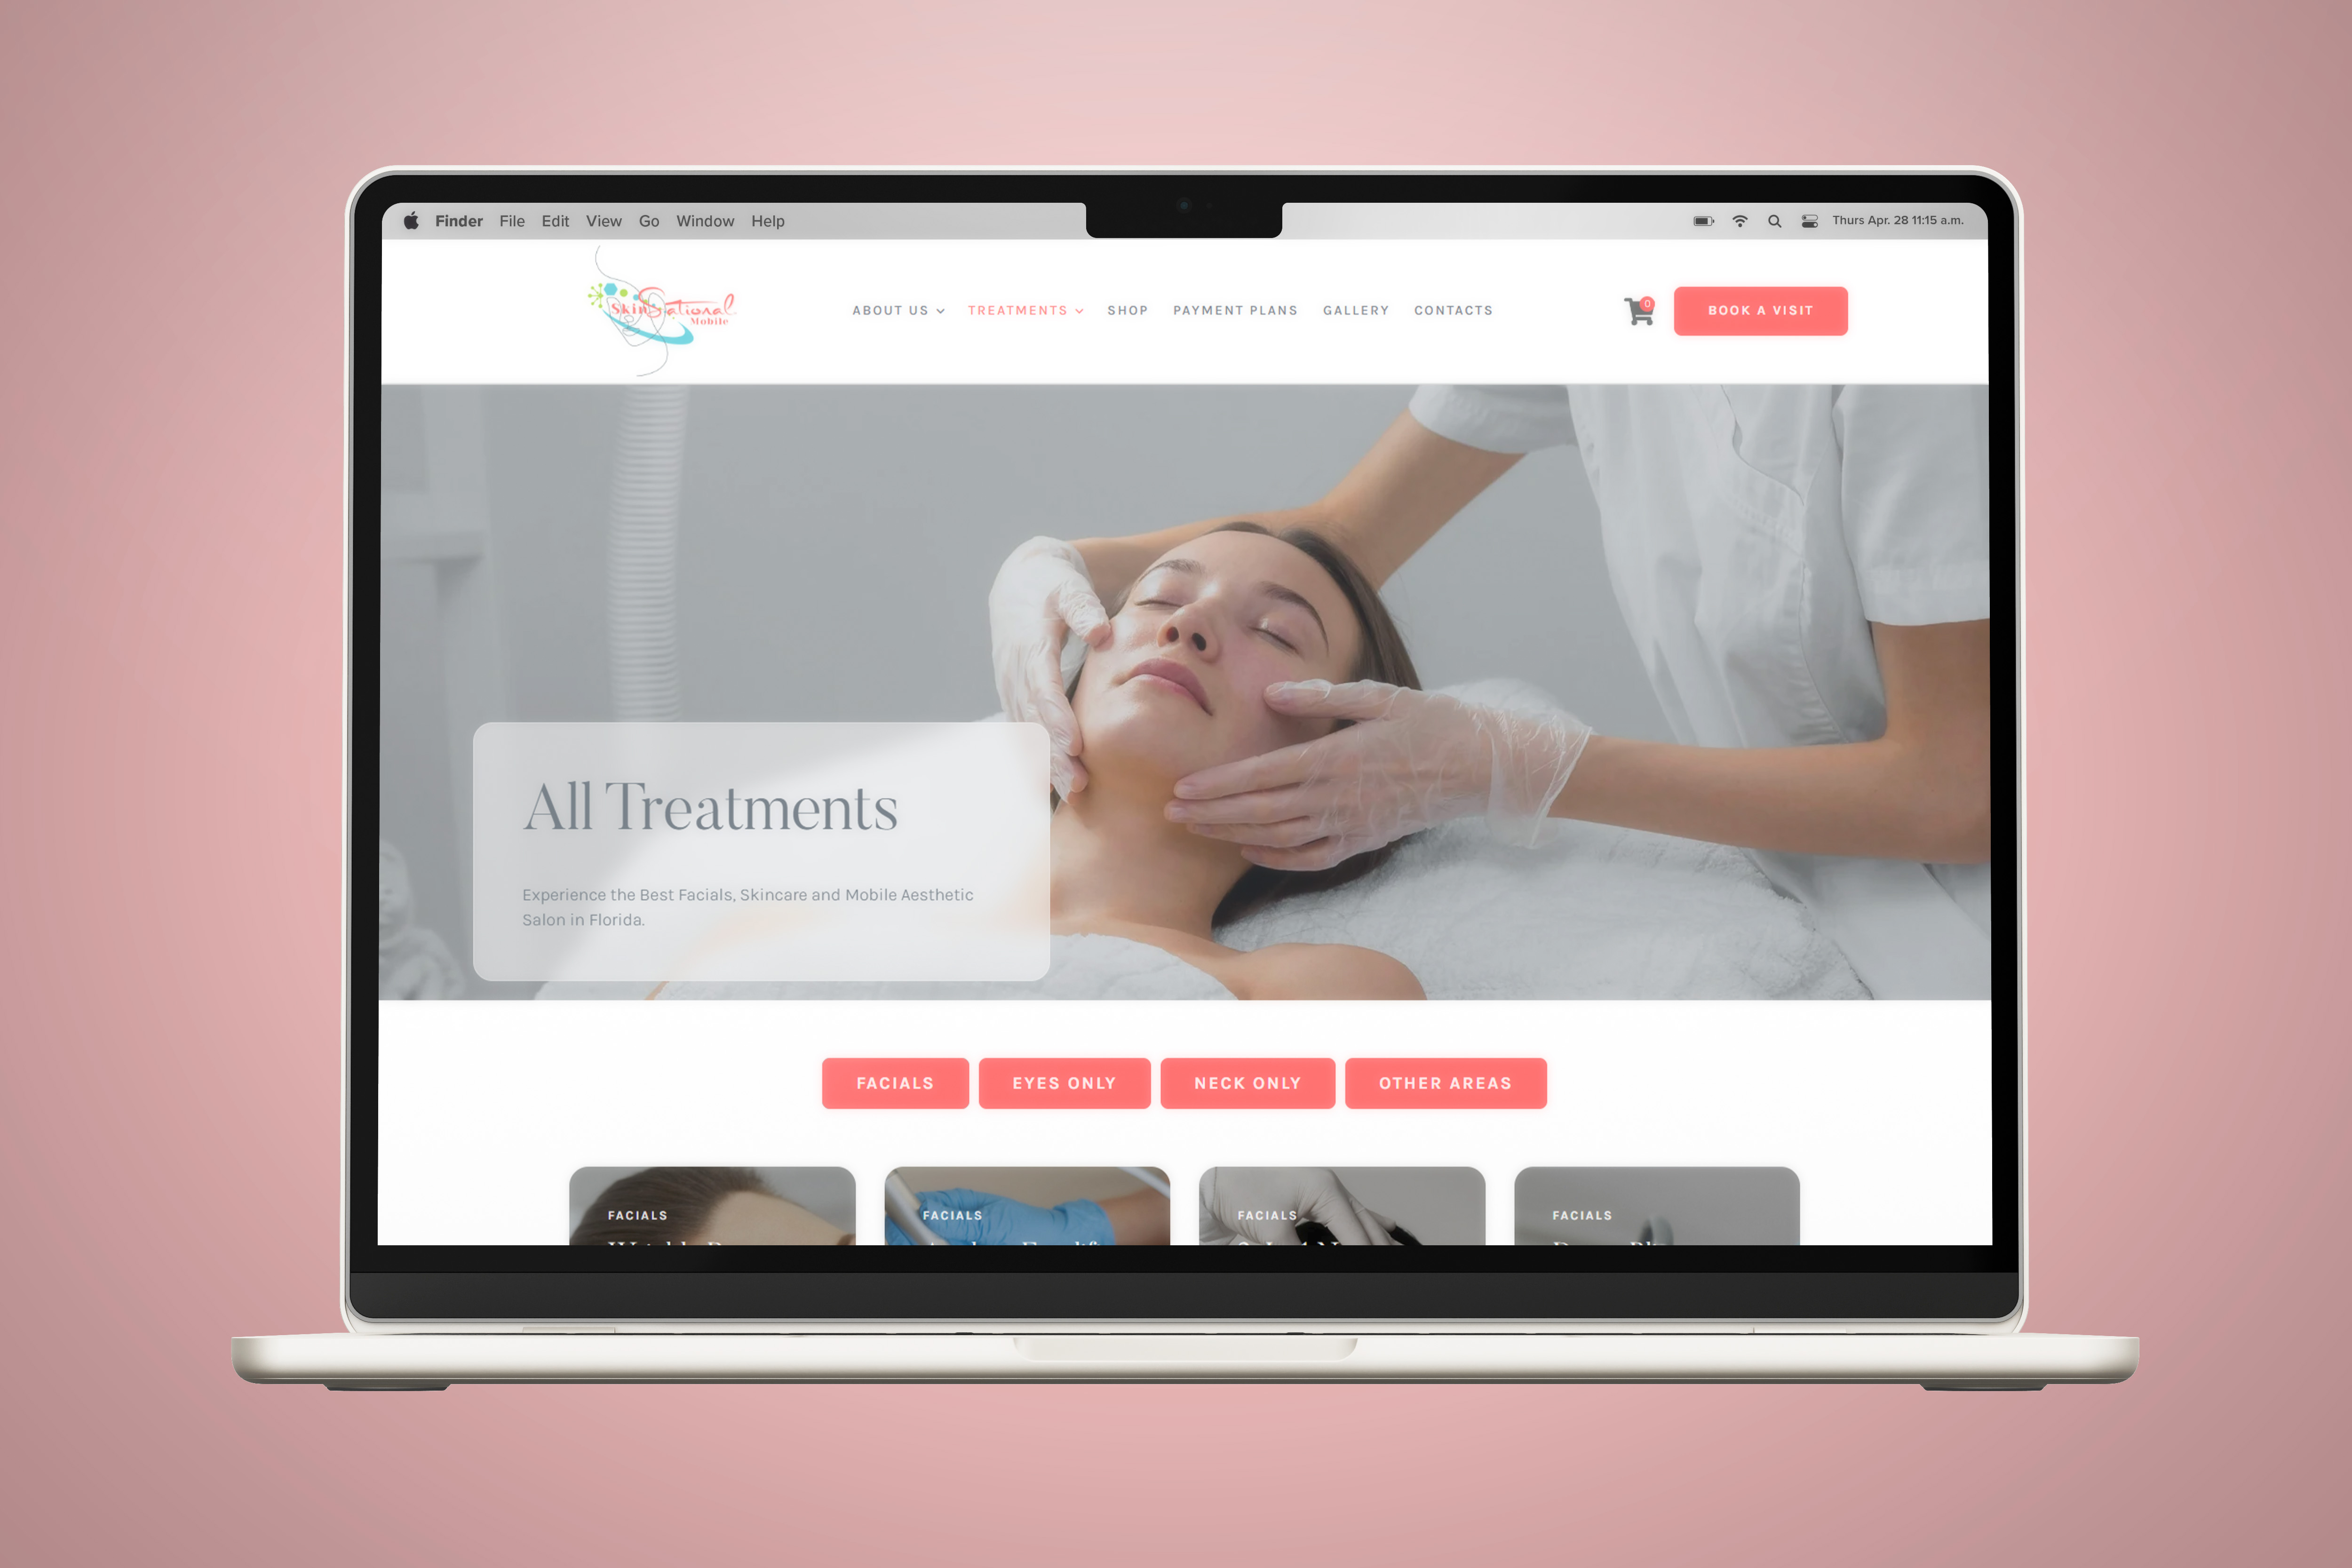 Finder File Edit View Go Window Help
Thurs Apr. 28 11:15 a.m.
SkinSational
Mobile
ABOUT US TREATMENTS SHOP PAYMENT PLANS GALLERY CONTACTS
0
BOOK A VISIT
All Treatments
Experience the Best Facials, Skincare and Mobile Aesthetic
Salon in Florida.
FACIALS EYES ONLY NECK ONLY OTHER AREAS
FACIALS FACIALS FACIALS FACIALS